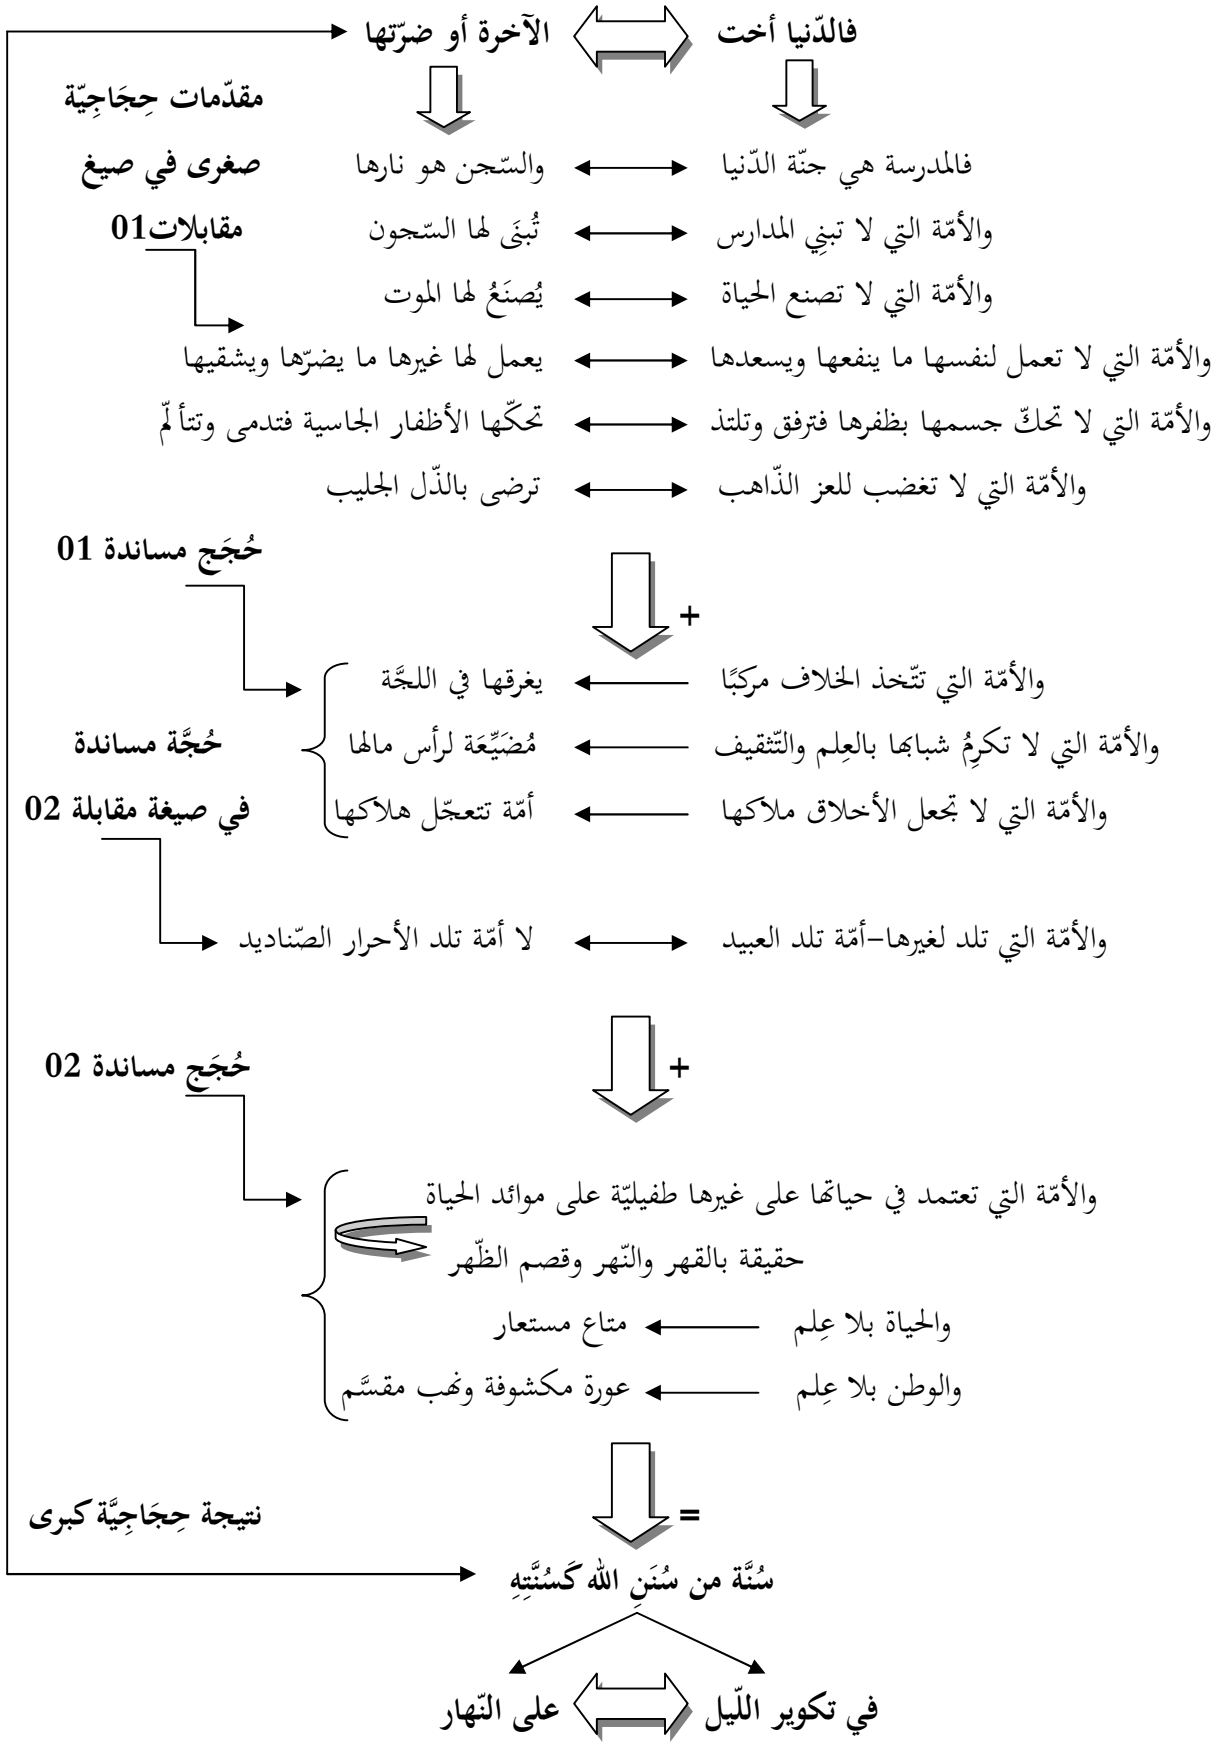 فالدّنيا أخت الآخرة أو ضرّتها
مقدّمات حِجَاجِيّة
صغرى في صيغ
مقابلات01
فالمدرسة هي جنّة الدّنيا والسّجن هو نارها
والأمّة التي لا تبنِي المدارس تُبنَى لها السّجون
والأمّة التي لا تصنع الحياة يُصنَعُ لها الموت
والأمّة التي لا تعمل لنفسها ما ينفعها ويسعدها يعمل لها غيرها ما يضرّها ويشقيها
والأمّة التي لا تحكّ جسمها بظفرها فترفق وتلتذ تحكّها الأظفار الجاسية فتدمى وتتألّم
والأمّة التي لا تغضب للعز الذّاهب ترضى بالذّل الجليب
حُجَج مساندة 01
+
والأمّة التي تتّخذ الخلاف مركبًا يغرقها في اللجَّة
والأمّة التي لا تكرِمُ شبابها بالعِلم والتّثقيف مُضَيِّعَة لرأس مالها
والأمّة التي لا تجعل الأخلاق ملاكها أمّة تتعجّل هلاكها
حُجَّة مساندة
في صيغة مقابلة 02
والأمّة التي تلد لغيرها–أمّة تلد العبيد لا أمّة تلد الأحرار الصّناديد
+
حُجَج مساندة 02
والأمّة التي تعتمد في حياتها على غيرها طفيليّة على موائد الحياة
حقيقة بالقهر والنّهر وقصم الظّهر
والحياة بلا عِلم متاع مستعار
والوطن بلا عِلم عورة مكشوفة ونهب مقسَّم
=
نتيجة حِجَاجِيَّة كبرى
سُنَّة من سُنَنِ الله كَسُنَّتِهِ
في تكوير اللّيل على النّهار